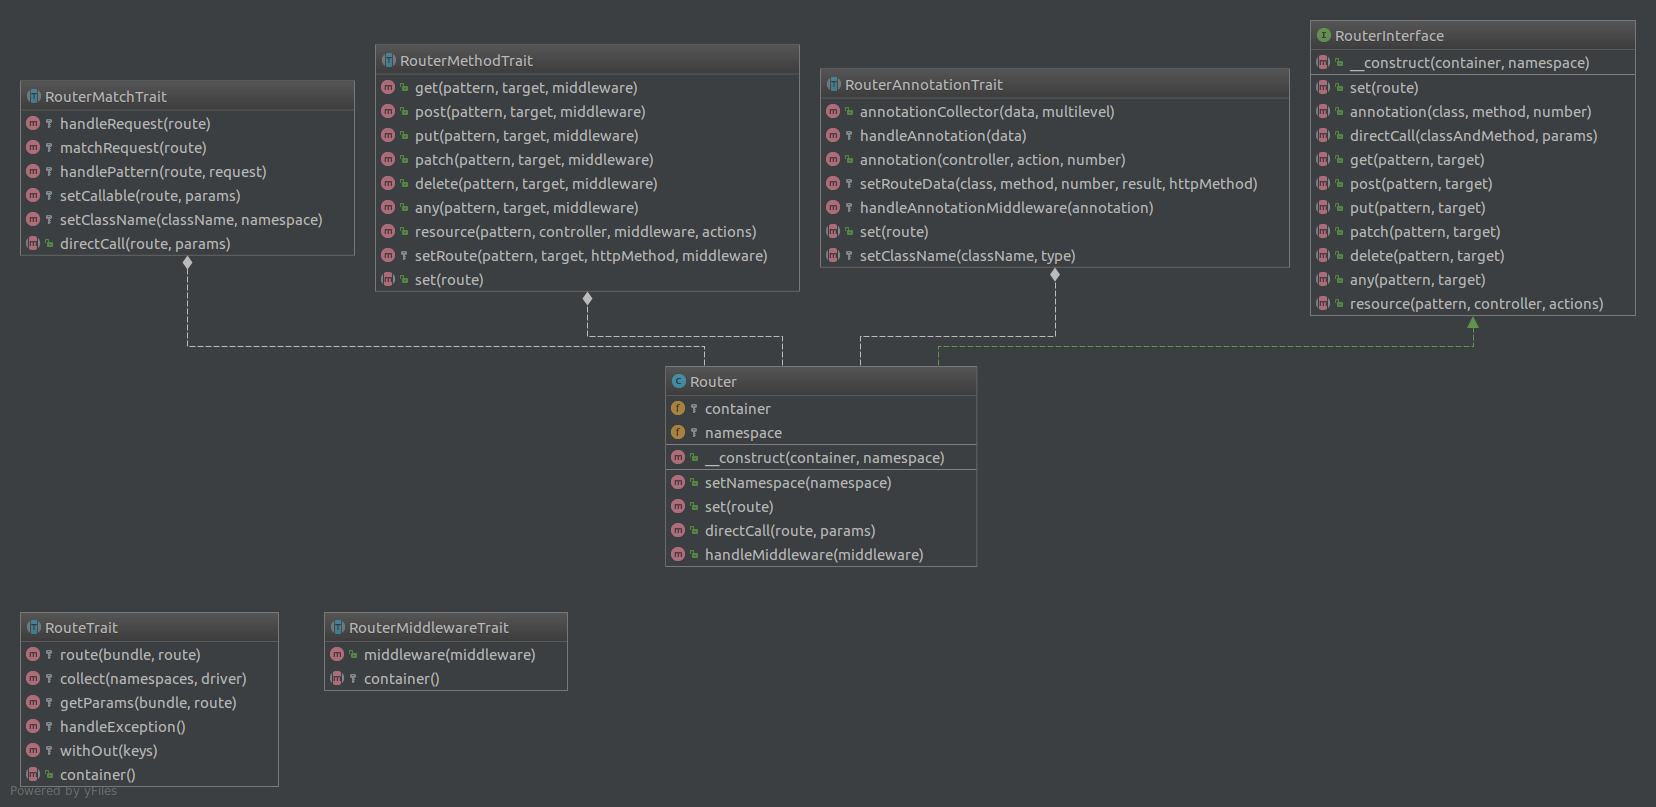 RouterMatchTrait
handleRequest(route)
matchRequest(route)
handlePattern(route, request)
setCallable(route, params)
setClassName(className, namespace)
directCall(route, params)
RouterMethodTrait
get(pattern, target, middleware)
post(pattern, target, middleware)
put(pattern, target, middleware)
patch(pattern, target, middleware)
delete(pattern, target, middleware)
any(pattern, target, middleware)
resource(pattern, controller, middleware, actions)
setRoute(pattern, target, httpMethod, middleware)
set(route)
RouterAnnotationTrait
annotationCollector(data, multilevel)
handleAnnotation(data)
annotation(controller, action, number)
setRouteData(class, method, number, result, httpMethod)
handleAnnotationMiddleware(annotation)
set(route)
setClassName(className, type)
RouterInterface
__construct(container, namespace)
set(route)
annotation(class, method, number)
directCall(classAndMethod, params)
get(pattern, target)
post(pattern, target)
put(pattern, target)
patch(pattern, target)
delete(pattern, target)
any(pattern, target)
resource(pattern, controller, actions)
Router
container
namespace
__construct(container, namespace)
setNamespace(namespace)
set(route)
directCall(route, params)
handleMiddleware(middleware)
RouteTrait
route(bundle, route)
collect(namespaces, driver)
getParams(bundle, route)
handleException()
withOut(keys)
container()
RouterMiddlewareTrait
middleware(middleware)
container()
Powered by yFiles